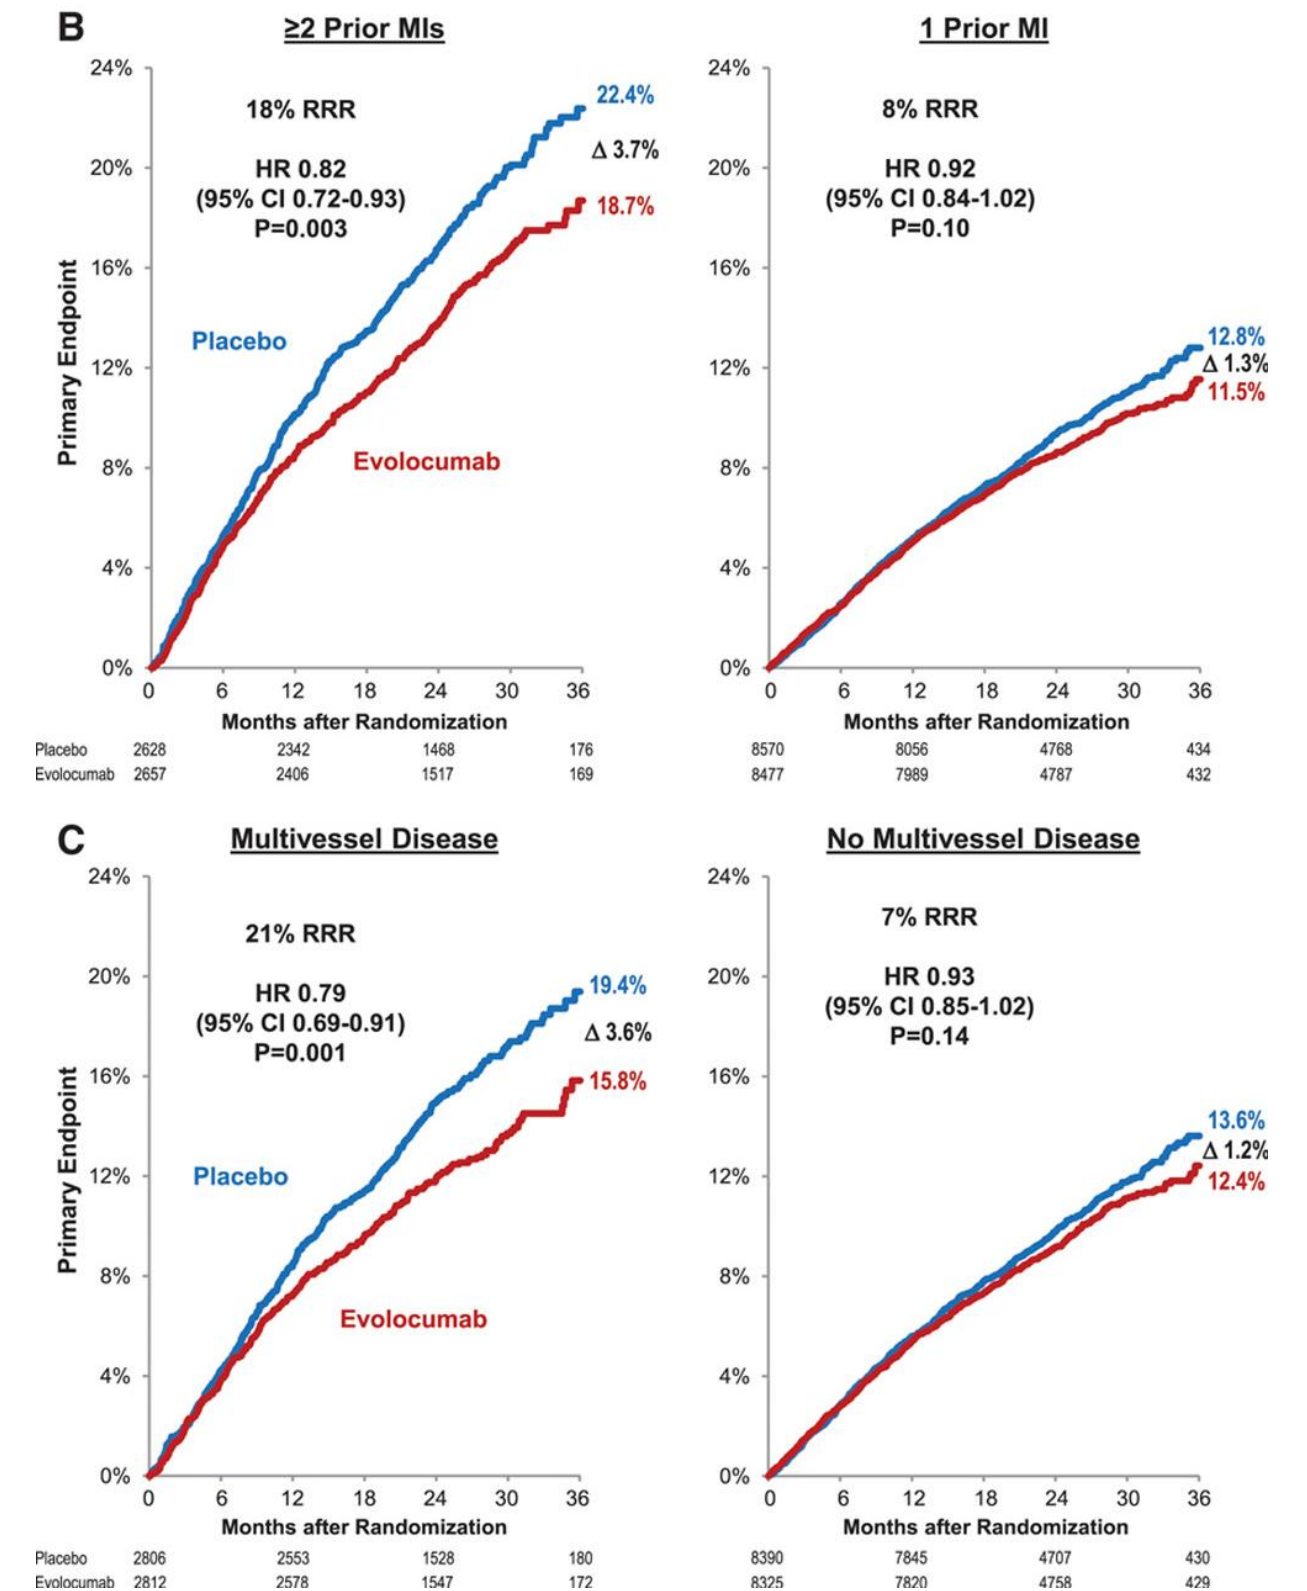 B
≥2 Prior MIs
1 Prior MI
24%
20%
16%
12%
8%
4%
0%
Primary Endpoint
18% RRR
HR 0.82
(95% CI 0.72-0.93)
P=0.003
22.4%
Δ 3.7%
18.7%
Placebo
Evolocumab
0 6 12 18 24 30 36
Months after Randomization
Placebo 2628 2342 1468 176
Evolocumab 2657 2406 1517 169
24%
20%
16%
12%
8%
4%
0%
8% RRR
HR 0.92
(95% CI 0.84-1.02)
P=0.10
12.8%
Δ 1.3%
11.5%
0 6 12 18 24 30 36
Months after Randomization
8570 8056 4768 434
8477 7989 4787 432
C
Multivessel Disease
No Multivessel Disease
24%
20%
16%
12%
8%
4%
0%
Primary Endpoint
21% RRR
HR 0.79
(95% CI 0.69-0.91)
P=0.001
19.4%
Δ 3.6%
15.8%
Placebo
Evolocumab
0 6 12 18 24 30 36
Months after Randomization
Placebo 2806 2553 1528 180
Evolocumab 2812 2578 1547 172
24%
20%
16%
12%
8%
4%
0%
7% RRR
HR 0.93
(95% CI 0.85-1.02)
P=0.14
13.6%
Δ 1.2%
12.4%
0 6 12 18 24 30 36
Months after Randomization
8390 7845 4707 430
8325 7820 4758 429